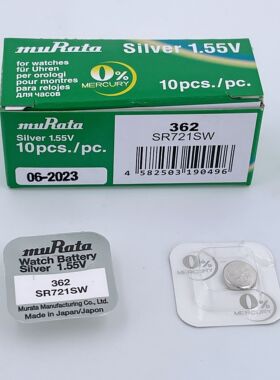 muRata
Silver 1.55V
for watches
für Uhren
per orologi
pour montres
para relojes
для часов
0%
MERCURY
10pcs./pc.
muRata
Silver 1.55V
10pcs./pc.
362
SR721SW
4 582503 190496
06-2023
muRata
Watch Battery
Silver 1.55V
362
SR721SW
Murata Manufacturing Co., Ltd.
Made in Japan/Japon
0%
MERCURY
0%
MERCURY